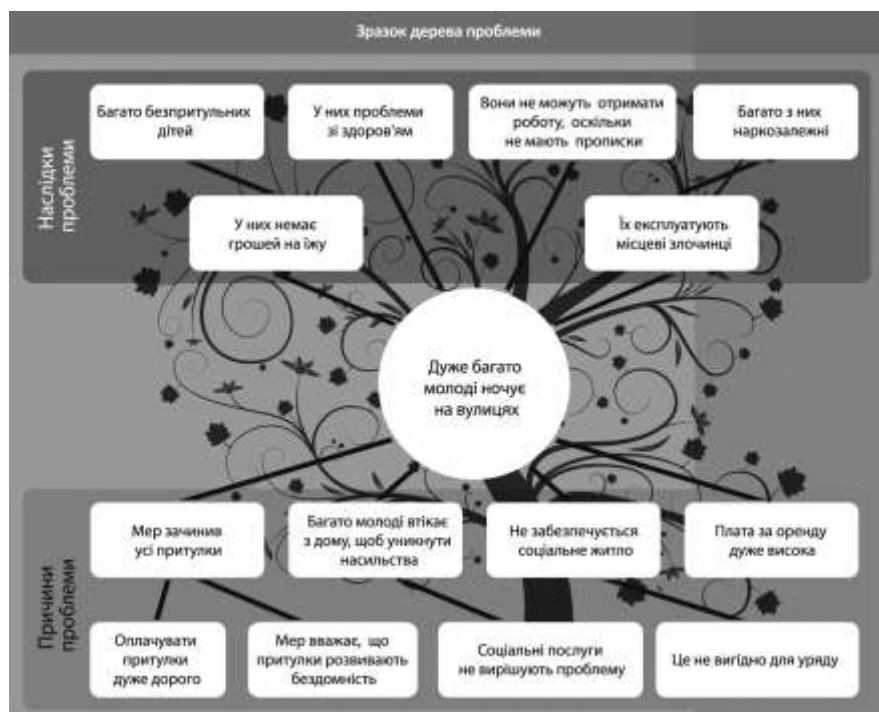 Зразок дерева проблеми
Наслідки
проблеми
Багато безпритульних
дітей
У них проблеми
зі здоров'ям
Вони не можуть отримати
роботу, оскільки
не мають прописки
Багато з них
наркозалежні
У них немає
грошей на їжу
Їх експлуатують
місцеві злочинці
Дуже багато
молоді ночує
на вулицях
Причини
проблеми
Мер зачинив
усі притулки
Багато молоді втікає
з дому, щоб уникнути
насильства
Не забезпечується
соціальне житло
Плата за оренду
дуже висока
Оплачувати
притулки
дуже дорого
Мер вважає, що
притулки розвивають
бездомність
Соціальні послуги
не вирішують проблему
Це не вигідно для уряду